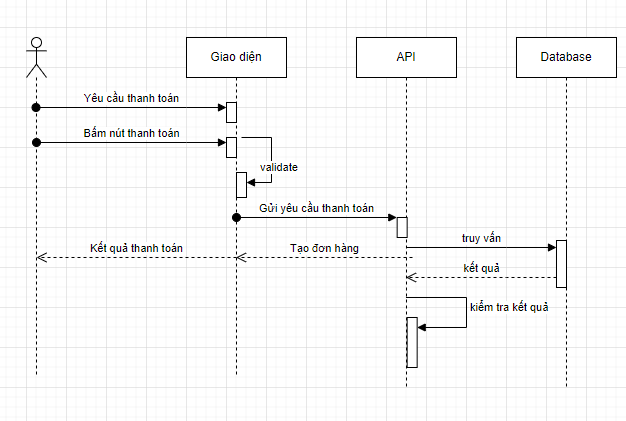 Giao diện
API
Database
Yêu cầu thanh toán
Bấm nút thanh toán
validate
Gửi yêu cầu thanh toán
truy vấn
Kết quả thanh toán
Tạo đơn hàng
kết quả
kiểm tra kết quả